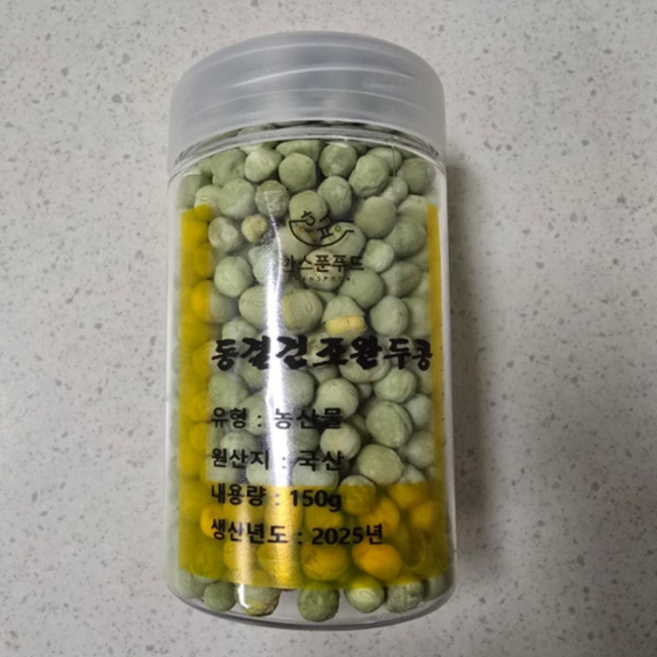 한스푼푸드
HANSPOON
동결건조완두콩
유형 : 농산물
원산지 : 국산
내용량 : 150g
생산년도 : 2025년